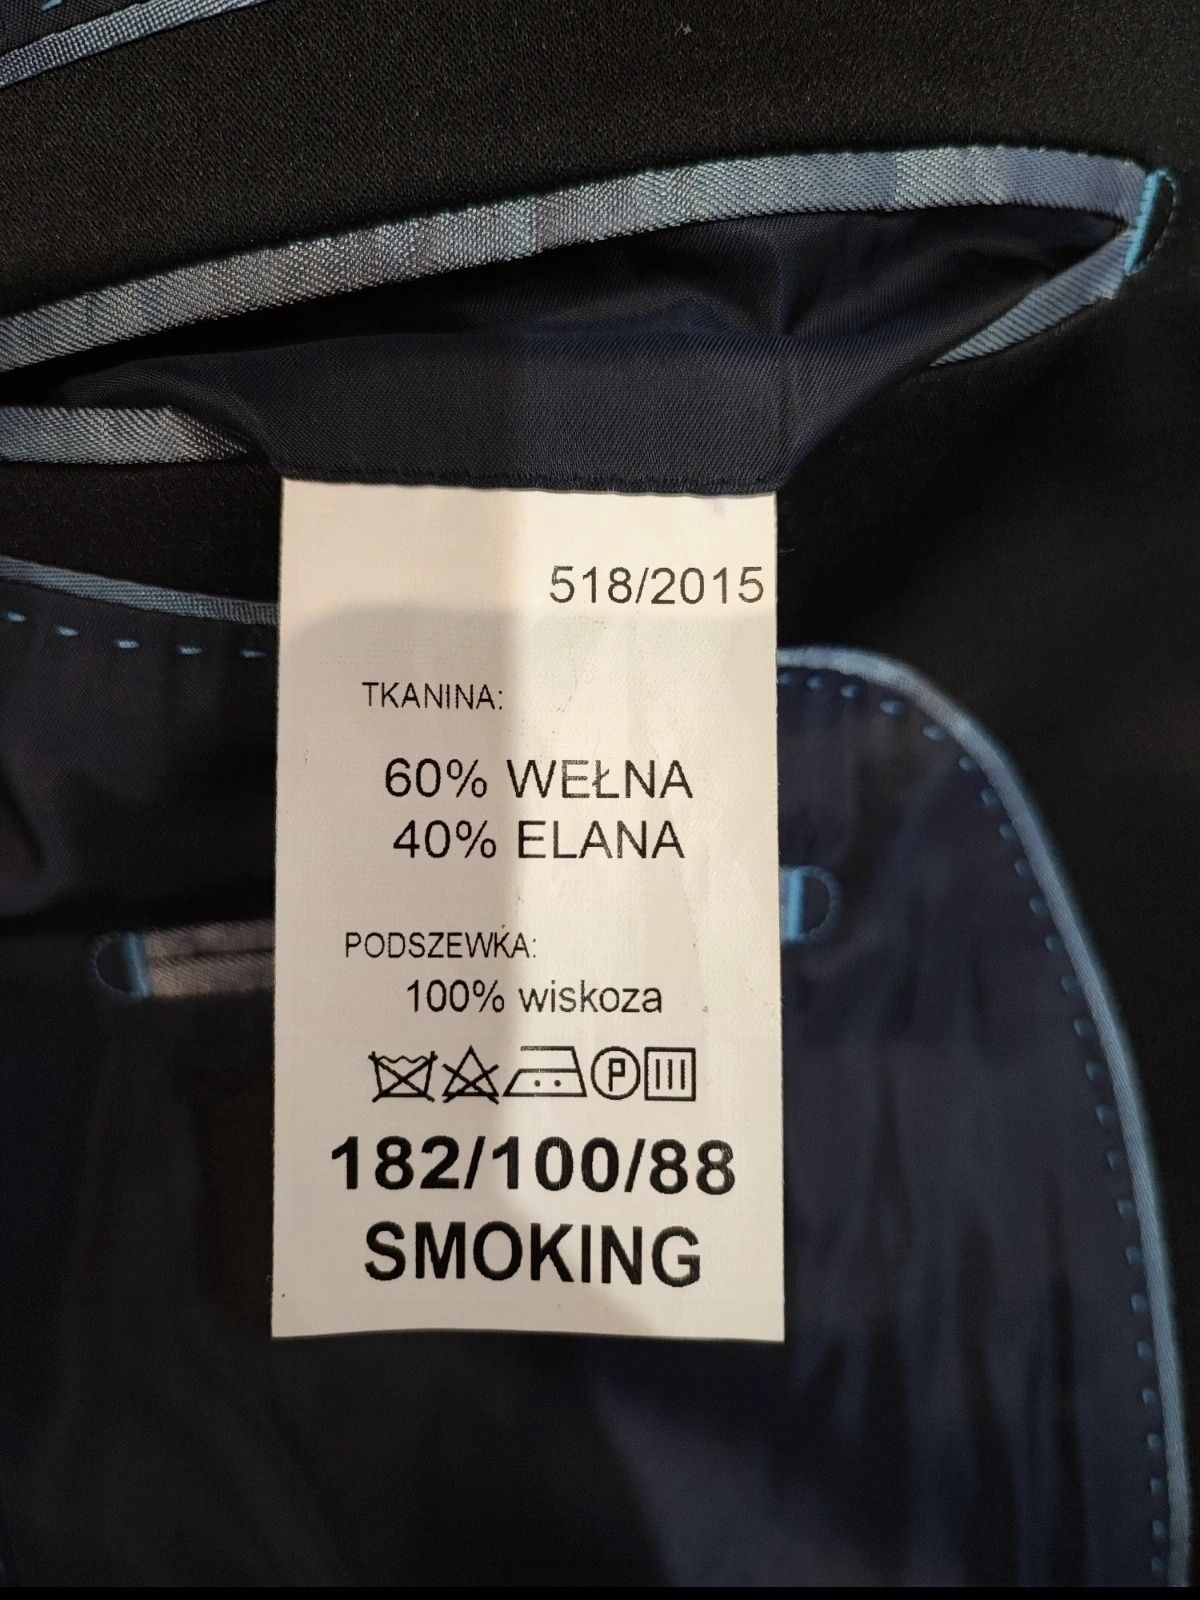 518/2015
TKANINA:
60% WEŁNA
40% ELANA
PODSZEWKA:
100% wiskoza
P
182/100/88
SMOKING